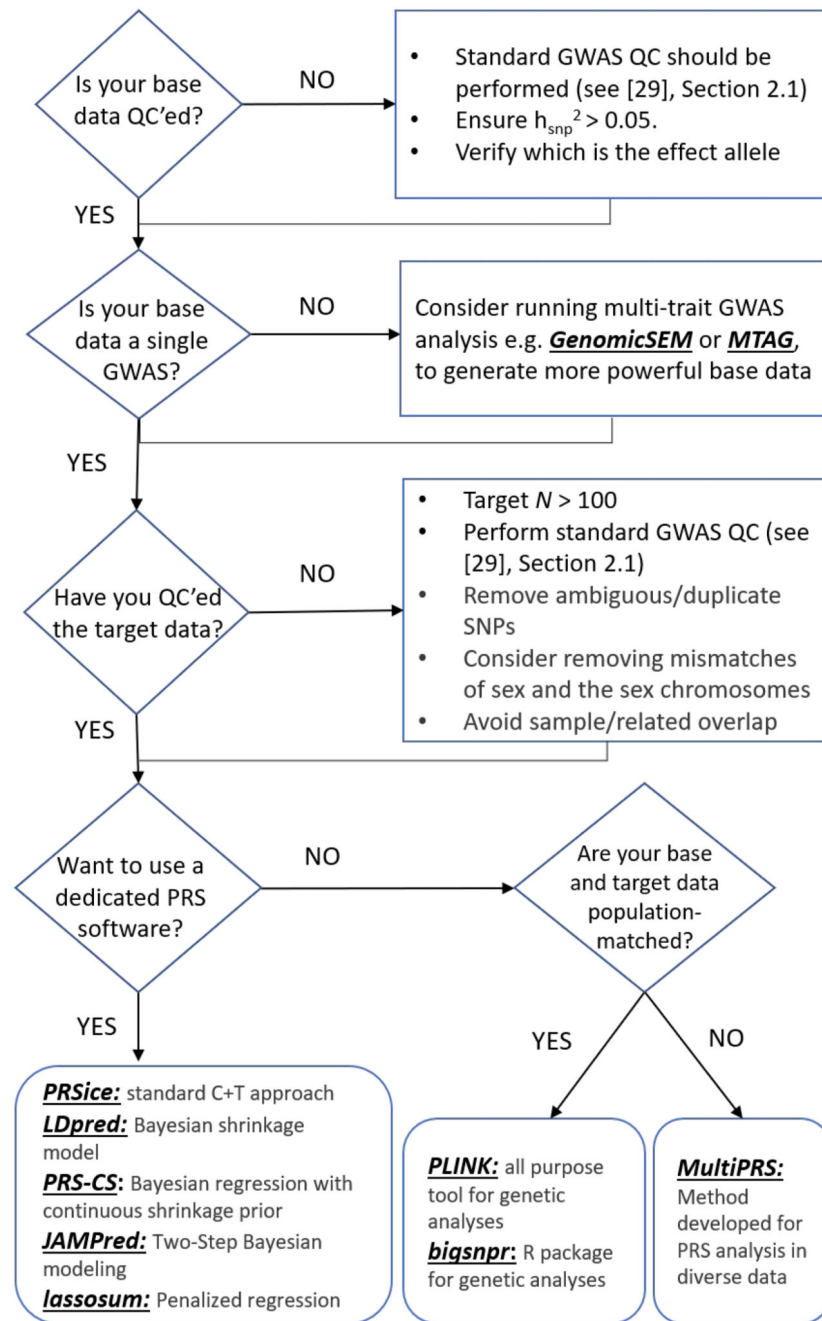 Is your base
data QC'ed?
NO
• Standard GWAS QC should be
performed (see [29], Section 2.1)
• Ensure hsnp² > 0.05.
• Verify which is the effect allele
YES
Is your base
data a single
GWAS?
NO
Consider running multi-trait GWAS
analysis e.g. GenomicSEM or MTAG,
to generate more powerful base data
YES
Have you QC'ed
the target data?
NO
• Target N > 100
• Perform standard GWAS QC (see
[29], Section 2.1)
• Remove ambiguous/duplicate
SNPs
• Consider removing mismatches
of sex and the sex chromosomes
• Avoid sample/related overlap
YES
Want to use a
dedicated PRS
software?
NO
Are your base
and target data
population-
matched?
YES
YES
NO
PRSice: standard C+T approach
LDpred: Bayesian shrinkage
model
PRS-CS: Bayesian regression with
continuous shrinkage prior
JAMPred: Two-Step Bayesian
modeling
lassosum: Penalized regression
PLINK: all purpose
tool for genetic
analyses
bigsnpr: R package
for genetic analyses
MultiPRS:
Method
developed for
PRS analysis in
diverse data